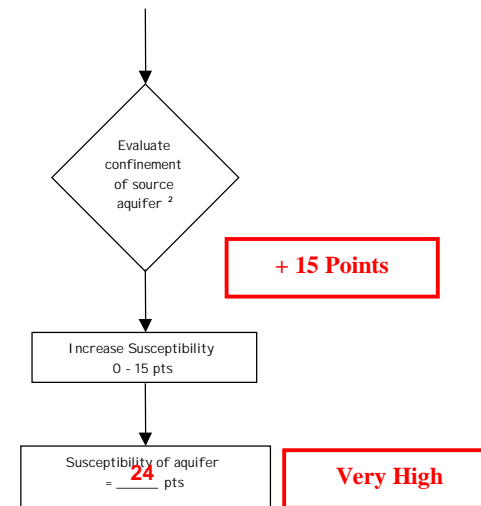 Evaluate
confinement
of source
aquifer ²
+ 15 Points
Increase Susceptibility
0 - 15 pts
Susceptibility of aquifer
= __24__ pts
Very High